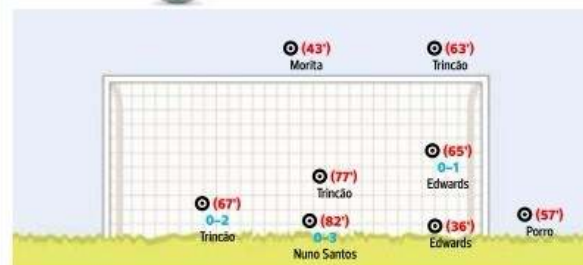 (43')
Morita
(63')
Trincão
(65')
0-1
Edwards
(77')
Trincão
(67')
0-2
Trincão
(82')
0-3
Nuno Santos
(36')
Edwards
(57')
Porro